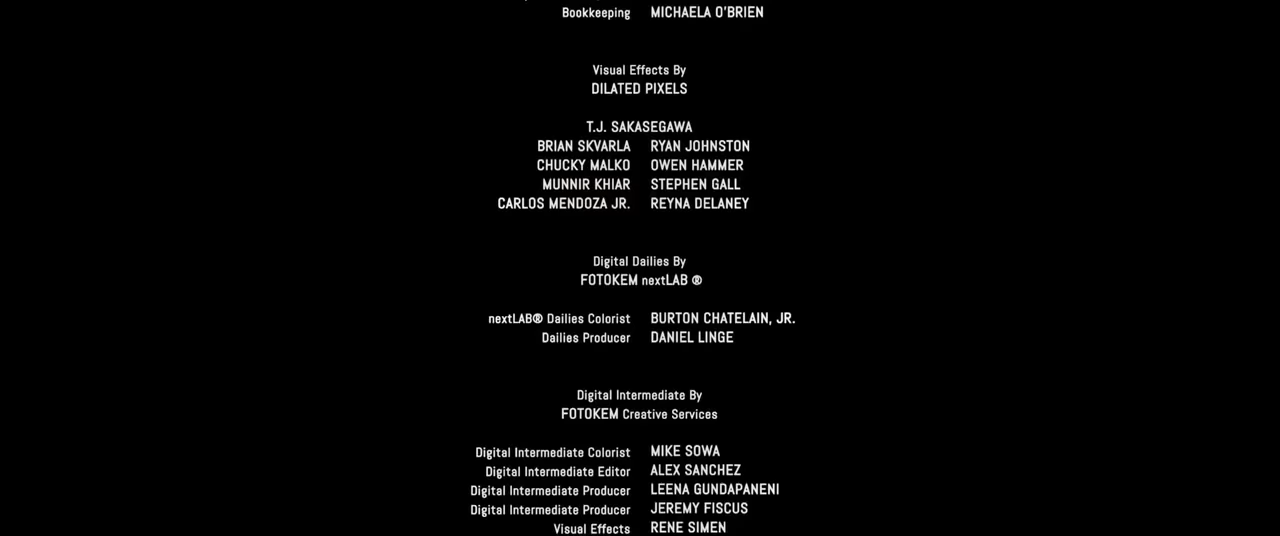 Bookkeeping MICHAELA O'BRIEN
Visual Effects By
DILATED PIXELS
T.J. SAKASEGAWA
BRIAN SKVARLA RYAN JOHNSTON
CHUCKY MALKO OWEN HAMMER
MUNNIR KHIAR STEPHEN GALL
CARLOS MENDOZA JR. REYNA DELANEY
Digital Dailies By
FOTOKEM nextLAB ®
nextLAB® Dailies Colorist BURTON CHATELAIN, JR.
Dailies Producer DANIEL LINGE
Digital Intermediate By
FOTOKEM Creative Services
Digital Intermediate Colorist MIKE SOWA
Digital Intermediate Editor ALEX SANCHEZ
Digital Intermediate Producer LEENA GUNDAPANENI
Digital Intermediate Producer JEREMY FISCUS
Visual Effects RENE SIMEN